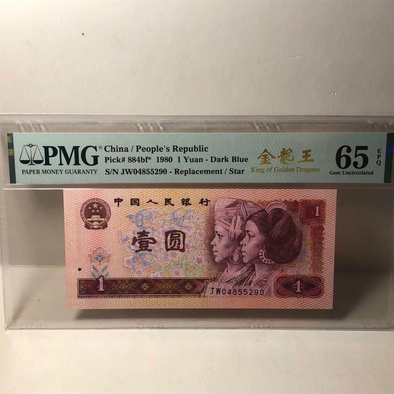 PMG
PAPER MONEY GUARANTY
China / People's Republic
Pick# 884bf* 1980 1 Yuan - Dark Blue
S/N JW04855290 - Replacement / Star
金龍王
King of Golden Dragons
65 EPQ
Gem Uncirculated
中国人民银行
1
壹圆
1
JW04855290
1